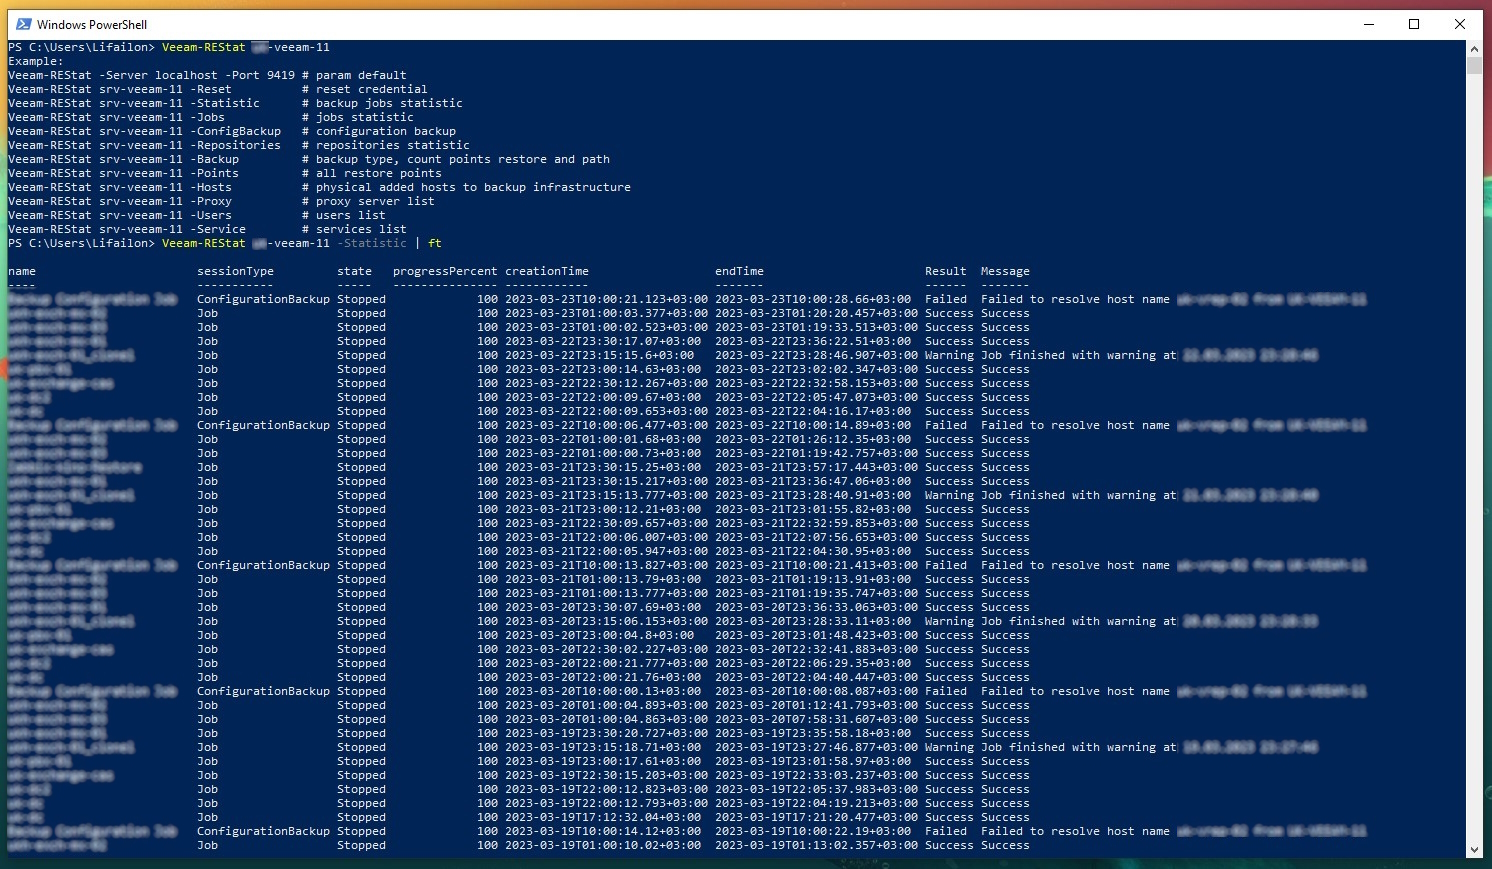 Windows PowerShell
PS C:\Users\Lifailon> Veeam-REStat -veeam-11
Example:
Veeam-REStat -Server localhost -Port 9419 # param default
Veeam-REStat srv-veeam-11 -Reset # reset credential
Veeam-REStat srv-veeam-11 -Statistic # backup jobs statistic
Veeam-REStat srv-veeam-11 -Jobs # jobs statistic
Veeam-REStat srv-veeam-11 -ConfigBackup # configuration backup
Veeam-REStat srv-veeam-11 -Repositories # repositories statistic
Veeam-REStat srv-veeam-11 -Backup # backup type, count points restore and path
Veeam-REStat srv-veeam-11 -Points # all restore points
Veeam-REStat srv-veeam-11 -Hosts # physical added hosts to backup infrastructure
Veeam-REStat srv-veeam-11 -Proxy # proxy server list
Veeam-REStat srv-veeam-11 -Users # users list
Veeam-REStat srv-veeam-11 -Service # services list
PS C:\Users\Lifailon> Veeam-REStat -veeam-11 -Statistic | ft
name sessionType state progressPercent creationTime endTime Result Message
---- ----------- ----- --------------- ------------ ------- ------ -------
Backup Configuration Job ConfigurationBackup Stopped 100 2023-03-23T10:00:21.123+03:00 2023-03-23T10:00:28.66+03:00 Failed Failed to resolve host name
Job Stopped 100 2023-03-23T01:00:03.377+03:00 2023-03-23T01:20:20.457+03:00 Success Success
Job Stopped 100 2023-03-23T01:00:02.523+03:00 2023-03-23T01:19:33.513+03:00 Success Success
Job Stopped 100 2023-03-22T23:30:17.07+03:00 2023-03-22T23:36:22.51+03:00 Success Success
Job Stopped 100 2023-03-22T23:15:15.6+03:00 2023-03-22T23:28:46.907+03:00 Warning Job finished with warning at
Job Stopped 100 2023-03-22T23:00:14.63+03:00 2023-03-22T23:02:02.347+03:00 Success Success
Job Stopped 100 2023-03-22T22:30:12.267+03:00 2023-03-22T22:32:58.153+03:00 Success Success
Job Stopped 100 2023-03-22T22:00:09.67+03:00 2023-03-22T22:05:47.073+03:00 Success Success
Job Stopped 100 2023-03-22T22:00:09.653+03:00 2023-03-22T22:04:16.17+03:00 Success Success
Backup Configuration Job ConfigurationBackup Stopped 100 2023-03-22T10:00:06.477+03:00 2023-03-22T10:00:14.89+03:00 Failed Failed to resolve host name
Job Stopped 100 2023-03-22T01:00:01.68+03:00 2023-03-22T01:26:12.35+03:00 Success Success
Job Stopped 100 2023-03-22T01:00:00.73+03:00 2023-03-22T01:19:42.757+03:00 Success Success
Job Stopped 100 2023-03-21T23:30:15.25+03:00 2023-03-21T23:57:17.443+03:00 Success Success
Job Stopped 100 2023-03-21T23:30:15.217+03:00 2023-03-21T23:36:47.06+03:00 Success Success
Job Stopped 100 2023-03-21T23:15:13.777+03:00 2023-03-21T23:28:40.91+03:00 Warning Job finished with warning at
Job Stopped 100 2023-03-21T23:00:12.21+03:00 2023-03-21T23:01:55.82+03:00 Success Success
Job Stopped 100 2023-03-21T22:30:09.657+03:00 2023-03-21T22:32:59.853+03:00 Success Success
Job Stopped 100 2023-03-21T22:00:06.007+03:00 2023-03-21T22:07:56.653+03:00 Success Success
Job Stopped 100 2023-03-21T22:00:05.947+03:00 2023-03-21T22:04:30.95+03:00 Success Success
Backup Configuration Job ConfigurationBackup Stopped 100 2023-03-21T10:00:13.827+03:00 2023-03-21T10:00:21.413+03:00 Failed Failed to resolve host name
Job Stopped 100 2023-03-21T01:00:13.79+03:00 2023-03-21T01:19:13.91+03:00 Success Success
Job Stopped 100 2023-03-21T01:00:13.777+03:00 2023-03-21T01:19:35.747+03:00 Success Success
Job Stopped 100 2023-03-20T23:30:07.69+03:00 2023-03-20T23:36:33.063+03:00 Success Success
Job Stopped 100 2023-03-20T23:15:06.153+03:00 2023-03-20T23:28:33.11+03:00 Warning Job finished with warning at
Job Stopped 100 2023-03-20T23:00:04.8+03:00 2023-03-20T23:01:48.423+03:00 Success Success
Job Stopped 100 2023-03-20T22:30:02.227+03:00 2023-03-20T22:32:41.883+03:00 Success Success
Job Stopped 100 2023-03-20T22:00:21.777+03:00 2023-03-20T22:06:29.35+03:00 Success Success
Job Stopped 100 2023-03-20T22:00:21.76+03:00 2023-03-20T22:04:40.447+03:00 Success Success
Backup Configuration Job ConfigurationBackup Stopped 100 2023-03-20T10:00:00.13+03:00 2023-03-20T10:00:08.087+03:00 Failed Failed to resolve host name
Job Stopped 100 2023-03-20T01:00:04.893+03:00 2023-03-20T01:12:41.793+03:00 Success Success
Job Stopped 100 2023-03-20T01:00:04.863+03:00 2023-03-20T07:58:31.607+03:00 Success Success
Job Stopped 100 2023-03-19T23:30:20.727+03:00 2023-03-19T23:35:58.18+03:00 Success Success
Job Stopped 100 2023-03-19T23:15:18.71+03:00 2023-03-19T23:27:46.877+03:00 Warning Job finished with warning at
Job Stopped 100 2023-03-19T23:00:17.61+03:00 2023-03-19T23:01:58.97+03:00 Success Success
Job Stopped 100 2023-03-19T22:30:15.203+03:00 2023-03-19T22:33:03.237+03:00 Success Success
Job Stopped 100 2023-03-19T22:00:12.823+03:00 2023-03-19T22:05:37.983+03:00 Success Success
Job Stopped 100 2023-03-19T22:00:12.793+03:00 2023-03-19T22:04:19.213+03:00 Success Success
Job Stopped 100 2023-03-19T17:12:32.04+03:00 2023-03-19T17:21:20.477+03:00 Success Success
Backup Configuration Job ConfigurationBackup Stopped 100 2023-03-19T10:00:14.12+03:00 2023-03-19T10:00:22.19+03:00 Failed Failed to resolve host name
Job Stopped 100 2023-03-19T01:00:10.02+03:00 2023-03-19T01:13:02.357+03:00 Success Success